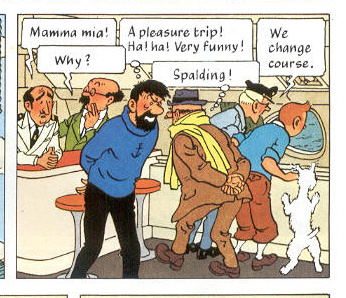 Mamma mia!
Why?
A pleasure trip!
Ha! ha! Very funny!
Spalding!
We
change
course.